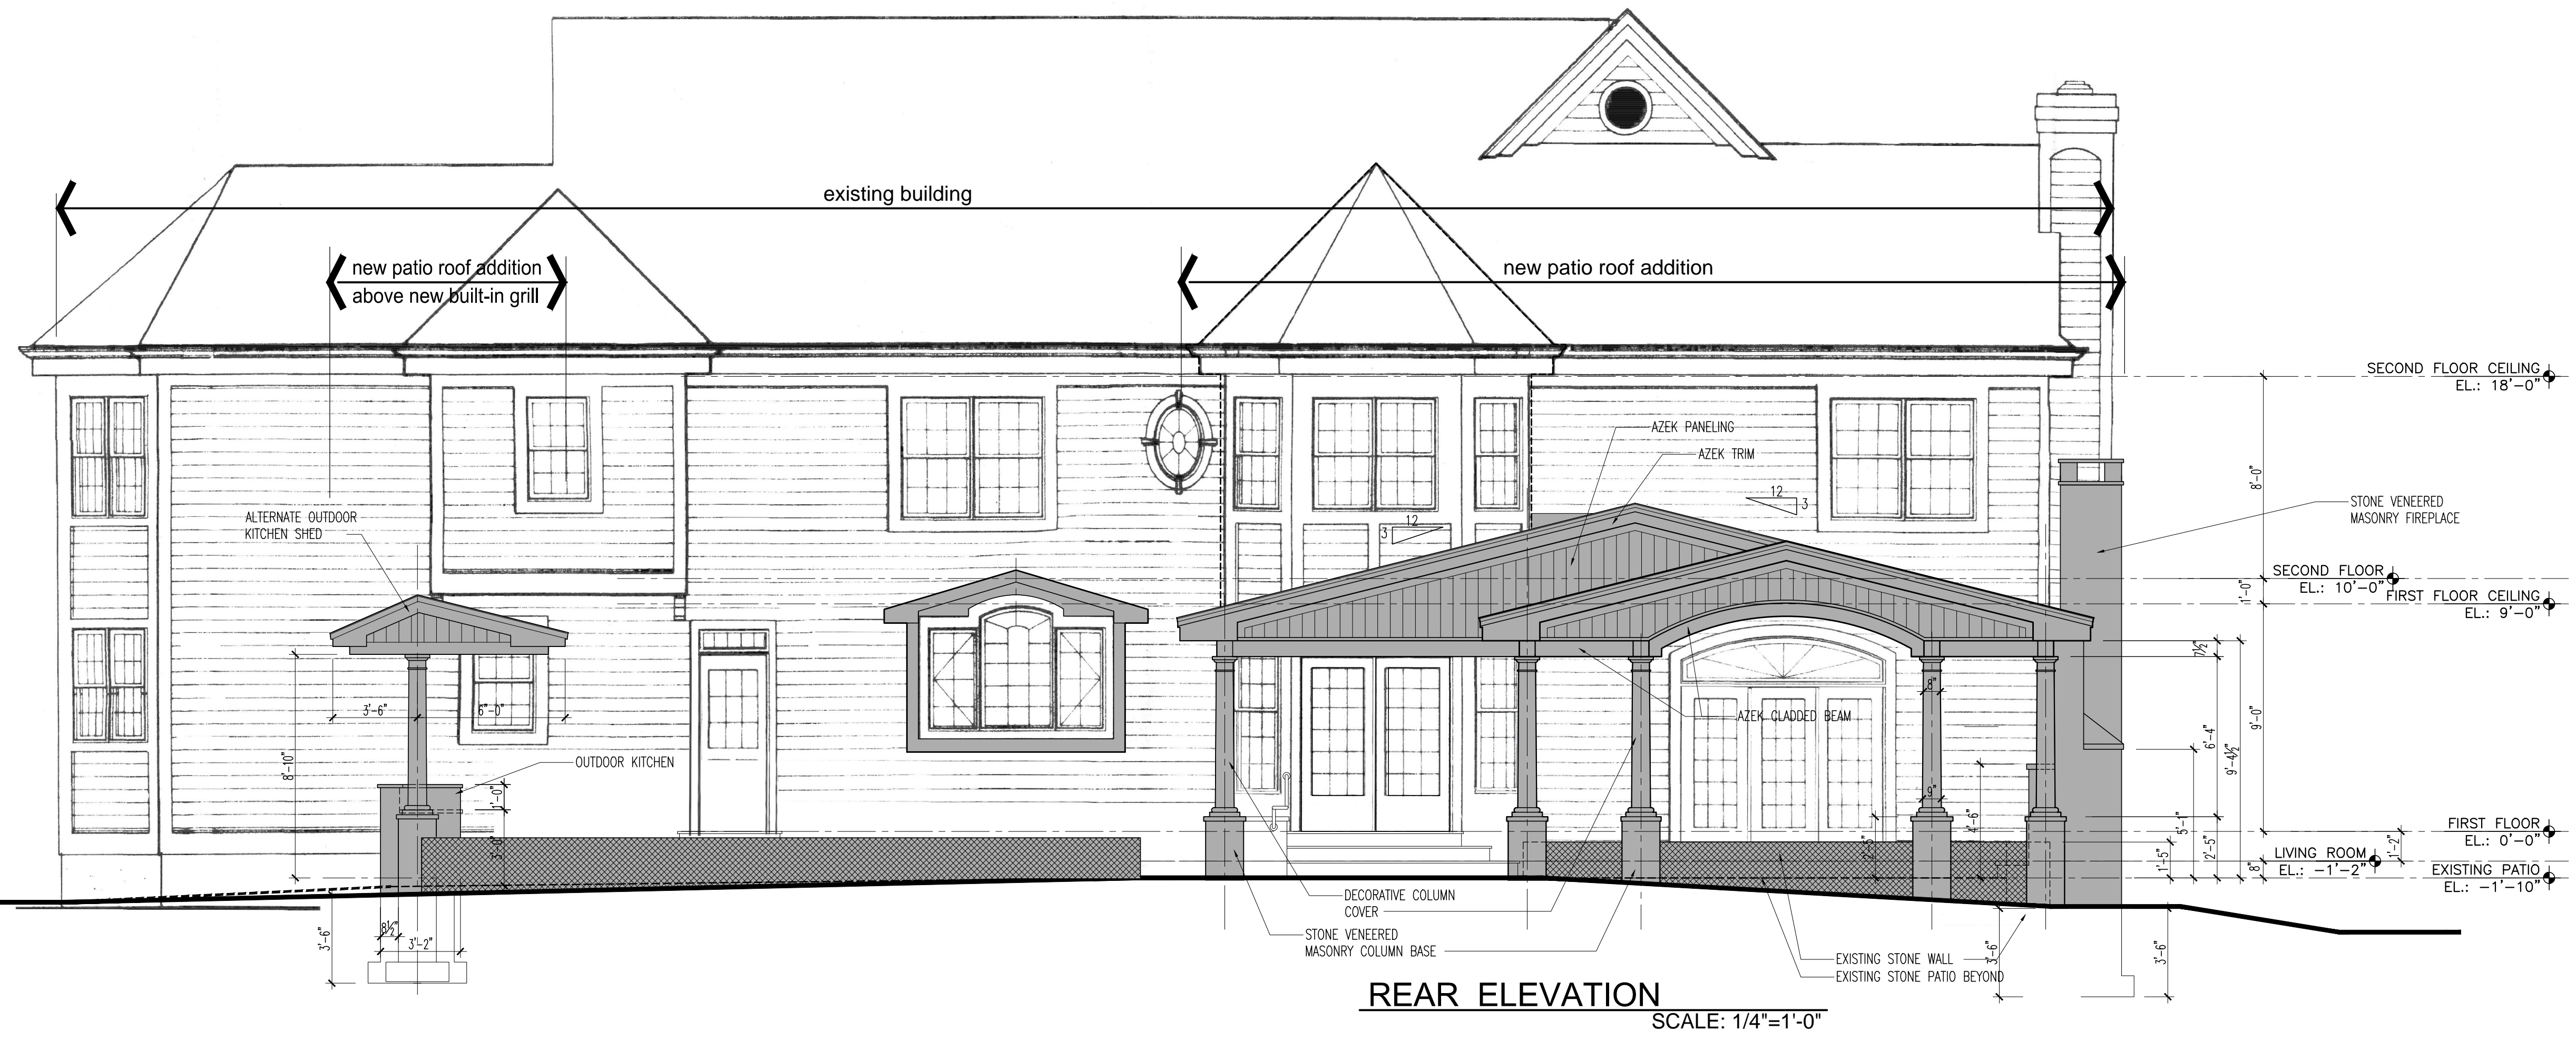 existing building
new patio roof addition
above new built-in grill
new patio roof addition
SECOND FLOOR CEILING
EL.: 18'-0"
AZEK PANELING
AZEK TRIM
12
3
12
3
8'-0"
STONE VENEERED
MASONRY FIREPLACE
ALTERNATE OUTDOOR
KITCHEN SHED
SECOND FLOOR
EL.: 10'-0"
1'-0"
FIRST FLOOR CEILING
EL.: 9'-0"
7½"
8"
3'-6"
6"-0"
AZEK CLADDED BEAM
9'-0"
6'-4"
9'-4½"
8'-10"
OUTDOOR KITCHEN
1'-0"
9"
4'-6"
5'-1"
3'-0"
2'-5"
1'-5"
2'-5"
8"
1'-2"
FIRST FLOOR
EL.: 0'-0"
LIVING ROOM
EL.: -1'-2"
EXISTING PATIO
EL.: -1'-10"
DECORATIVE COLUMN
COVER
STONE VENEERED
MASONRY COLUMN BASE
3'-6"
8½"
3'-2"
EXISTING STONE WALL
EXISTING STONE PATIO BEYOND
3'-6"
3'-6"
REAR ELEVATION
SCALE: 1/4"=1'-0"